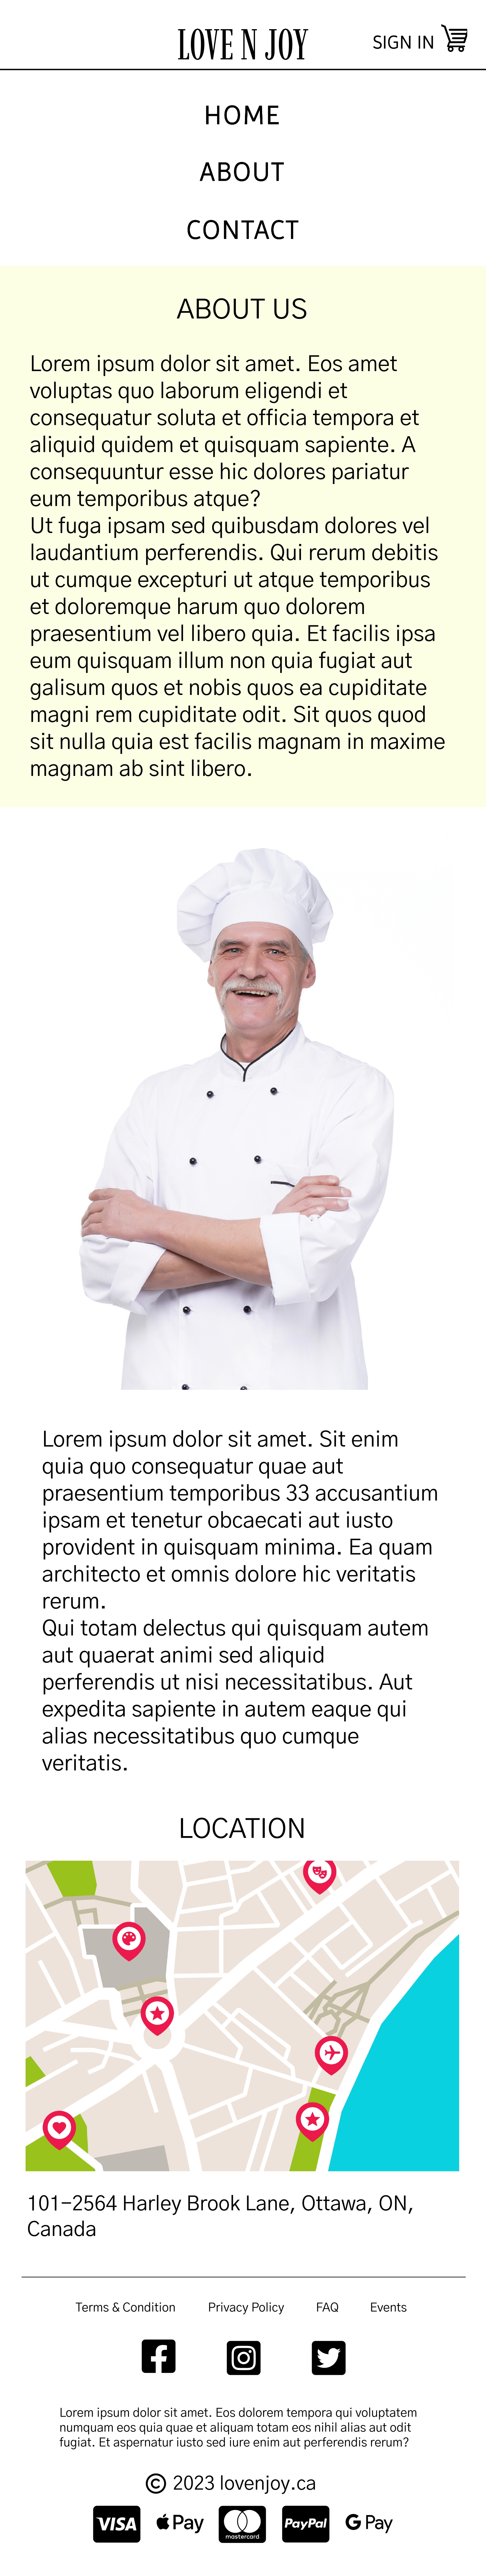 LOVE N JOY
SIGN IN
HOME
ABOUT
CONTACT
ABOUT US
Lorem ipsum dolor sit amet. Eos amet
voluptas quo laborum eligendi et
consequatur soluta et officia tempora et
aliquid quidem et quisquam sapiente. A
consequuntur esse hic dolores pariatur
eum temporibus atque?
Ut fuga ipsam sed quibusdam dolores vel
laudantium perferendis. Qui rerum debitis
ut cumque excepturi ut atque temporibus
et doloremque harum quo dolorem
praesentium vel libero quia. Et facilis ipsa
eum quisquam illum non quia fugiat aut
galisum quos et nobis quos ea cupiditate
magni rem cupiditate odit. Sit quos quod
sit nulla quia est facilis magnam in maxime
magnam ab sint libero.
Lorem ipsum dolor sit amet. Sit enim
quia quo consequatur quae aut
praesentium temporibus 33 accusantium
ipsam et tenetur obcaecati aut iusto
provident in quisquam minima. Ea quam
architecto et omnis dolore hic veritatis
rerum.
Qui totam delectus qui quisquam autem
aut quaerat animi sed aliquid
perferendis ut nisi necessitatibus. Aut
expedita sapiente in autem eaque qui
alias necessitatibus quo cumque
veritatis.
LOCATION
101-2564 Harley Brook Lane, Ottawa, ON,
Canada
Terms & Condition Privacy Policy FAQ Events
Lorem ipsum dolor sit amet. Eos dolorem tempora qui voluptatem
numquam eos quia quae et aliquam totam eos nihil alias aut odit
fugiat. Et aspernatur iusto sed iure enim aut perferendis rerum?
© 2023 lovenjoy.ca
VISA Pay mastercard PayPal G Pay